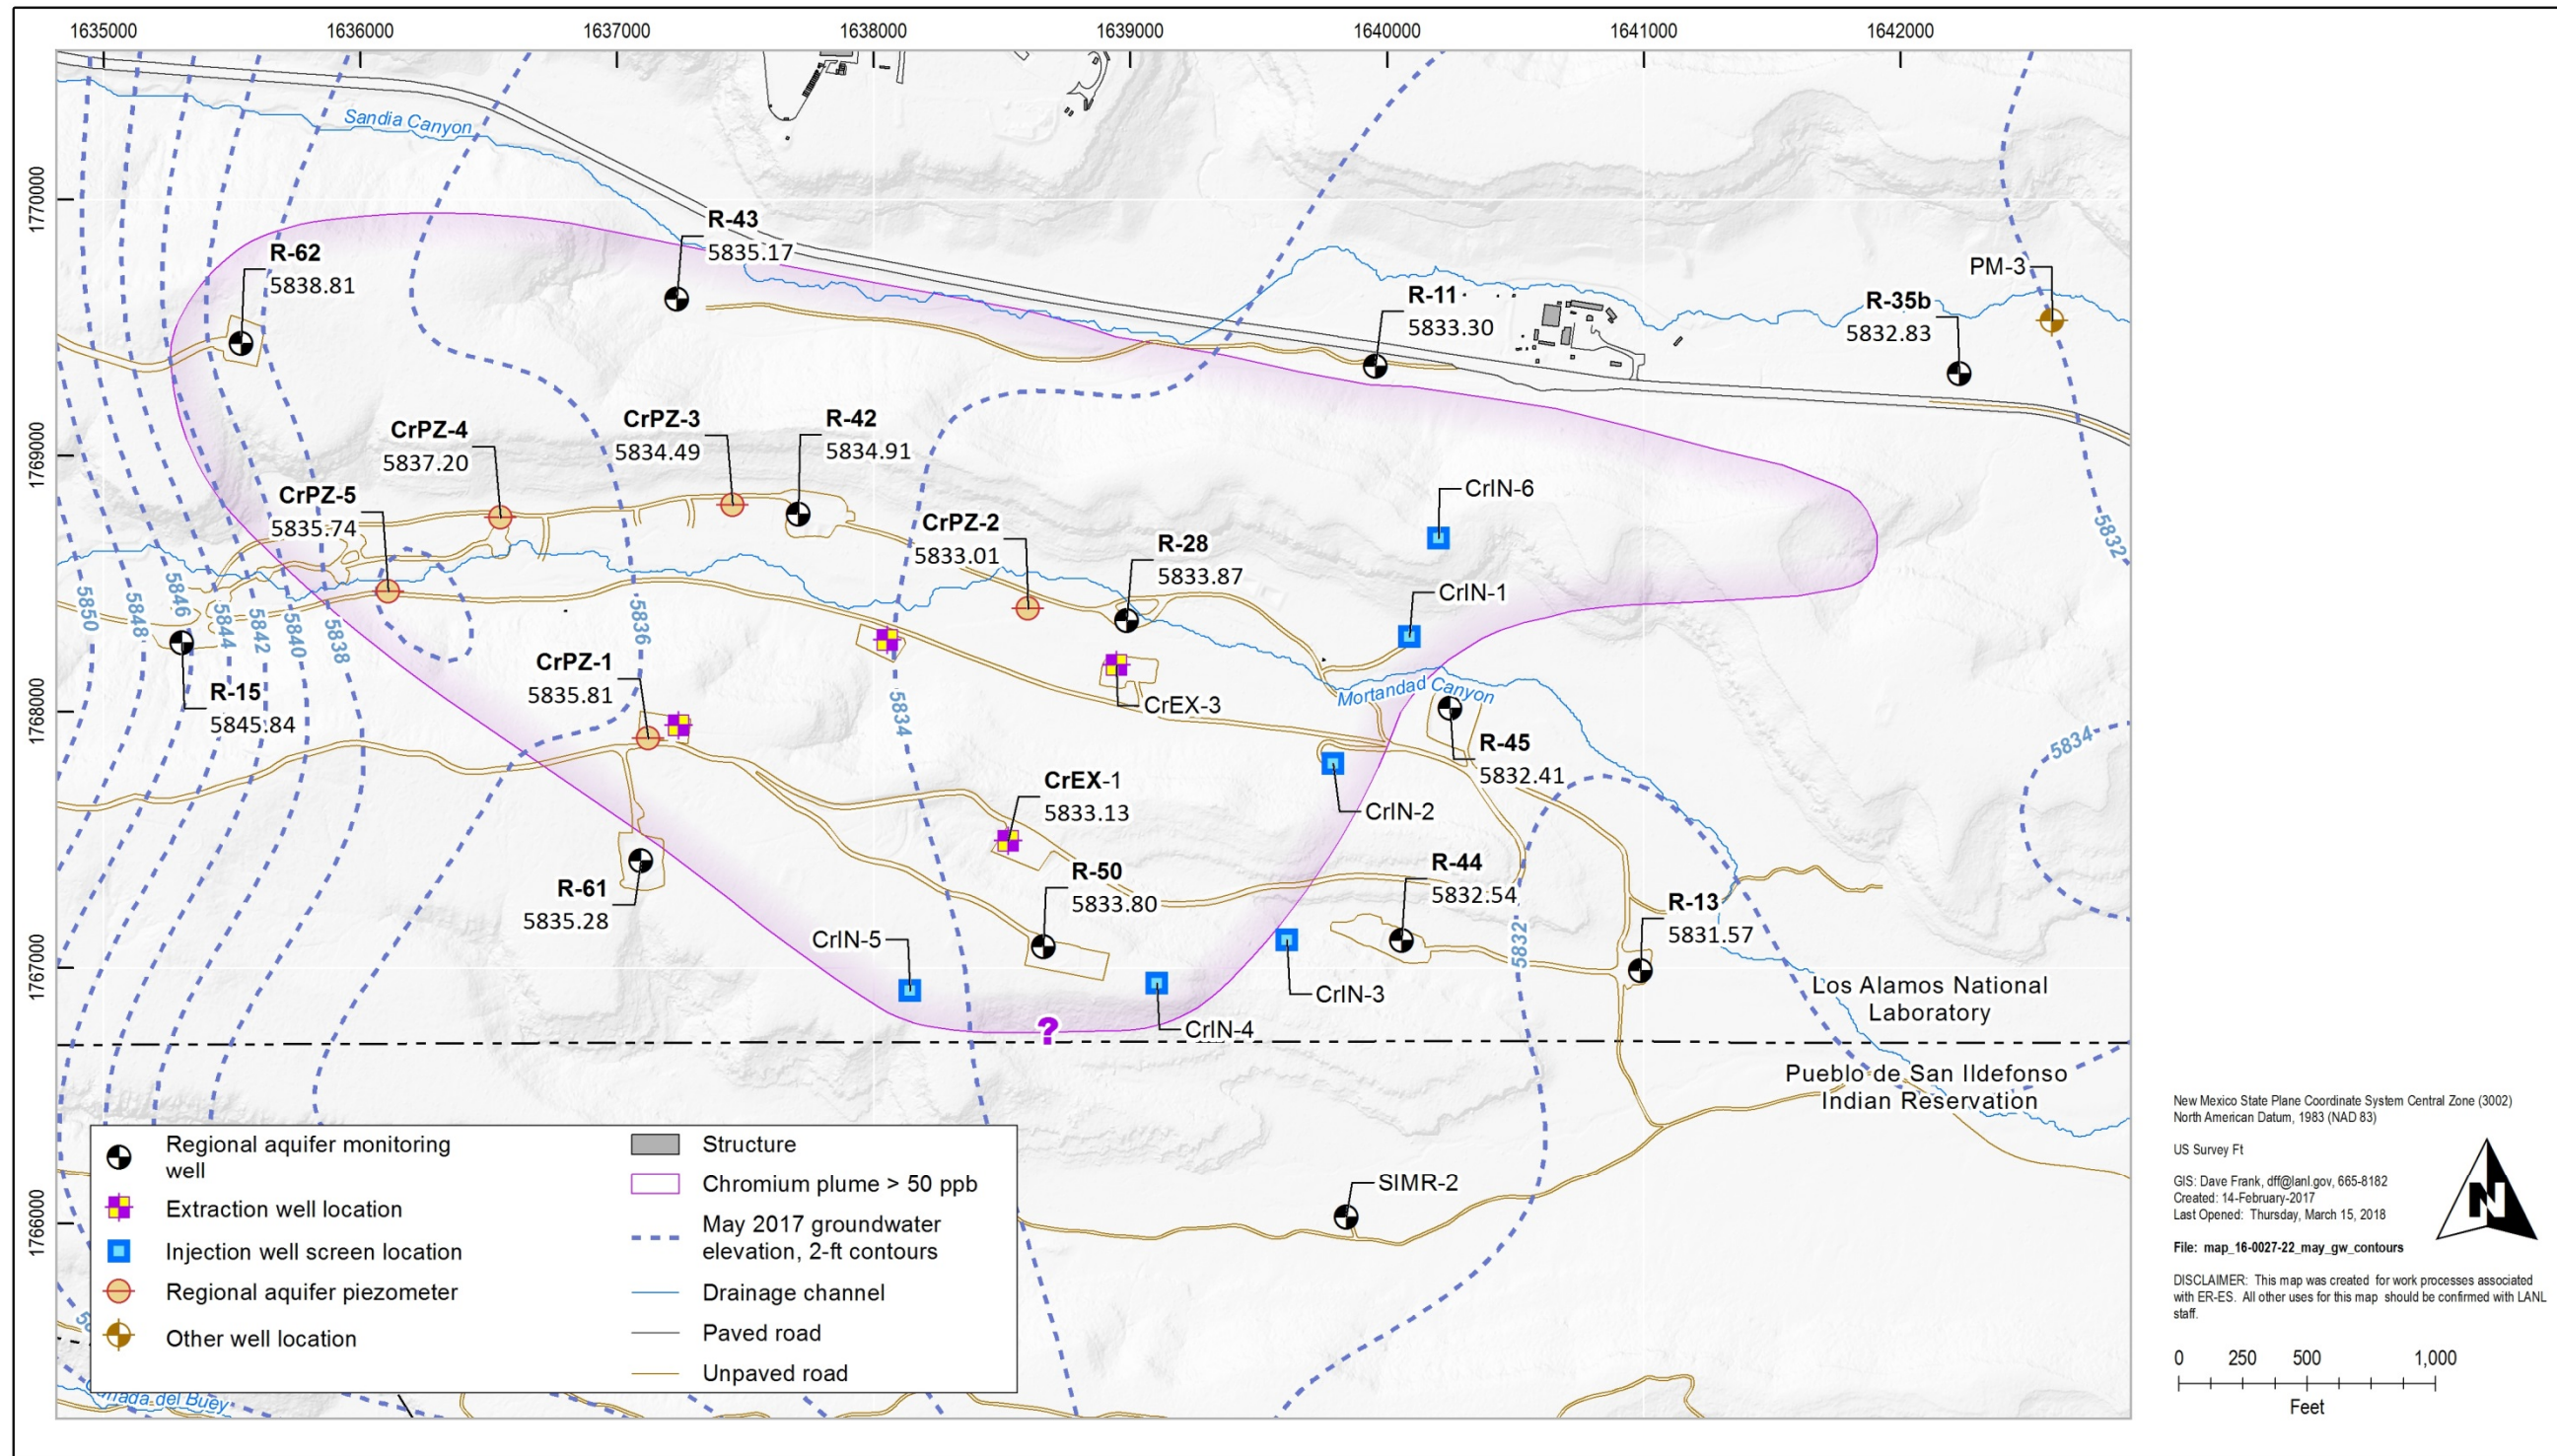 1635000 1636000 1637000 1638000 1639000 1640000 1641000 1642000
1770000
1769000
1768000
1767000
1766000
Sandia Canyon
R-43
5835.17
R-62
5838.81
PM-3
R-11
5833.30
R-35b
5832.83
CrPZ-4
5837.20
CrPZ-3
5834.49
R-42
5834.91
CrPZ-5
5835.74
CrIN-6
CrPZ-2
5833.01
R-28
5833.87
5832
CrIN-1
5850
5848
5846
5844
5842
5840
5838
5836
R-15
5845.84
CrPZ-1
5835.81
5834
CrEX-3
Mortandad Canyon
R-45
5832.41
5834
CrEX-1
5833.13
CrIN-2
R-61
5835.28
R-50
5833.80
R-44
5832.54
R-13
5831.57
CrIN-5
5832
CrIN-3
CrIN-4
?
Los Alamos National
Laboratory
Pueblo de San Ildefonso
Indian Reservation
SIMR-2
Regional aquifer monitoring
well
Extraction well location
Injection well screen location
Regional aquifer piezometer
Other well location
Structure
Chromium plume > 50 ppb
May 2017 groundwater
elevation, 2-ft contours
Drainage channel
Paved road
Unpaved road
del Buey
New Mexico State Plane Coordinate System Central Zone (3002)
North American Datum, 1983 (NAD 83)
US Survey Ft
GIS: Dave Frank, dff@lanl.gov, 665-8182
Created: 14-February-2017
Last Opened: Thursday, March 15, 2018
File: map_16-0027-22_may_gw_contours
DISCLAIMER: This map was created for work processes associated
with ER-ES. All other uses for this map should be confirmed with LANL
staff.
N
0 250 500 1,000
Feet